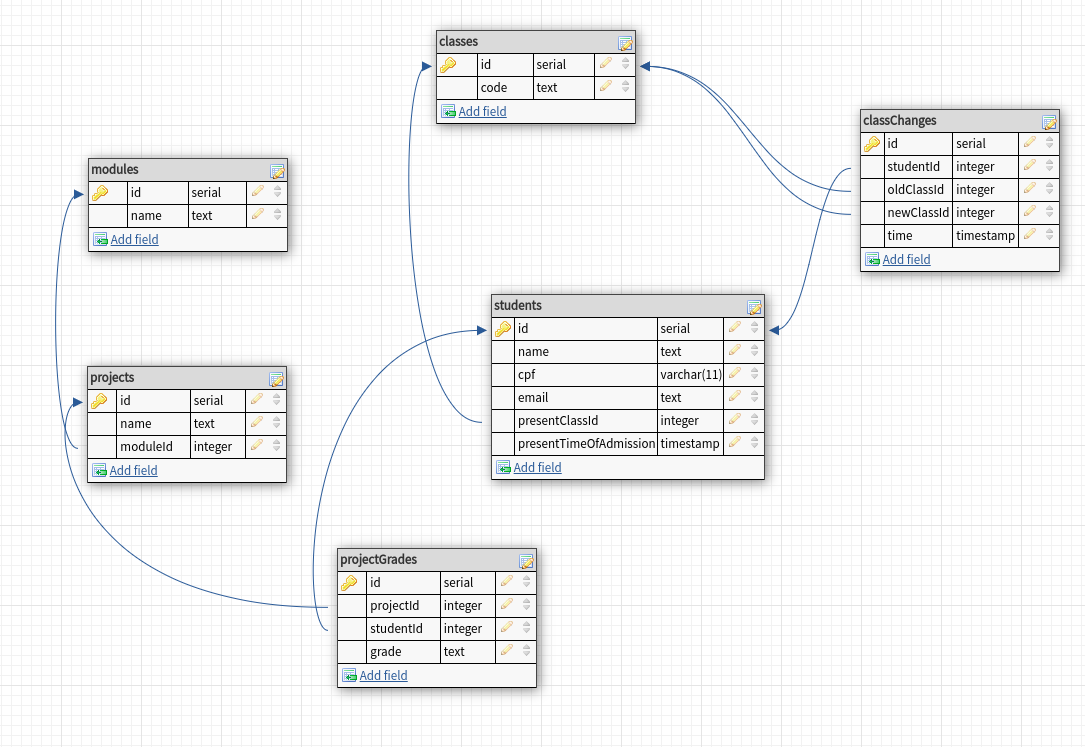 classes
id serial
code text
Add field
classChanges
id serial
studentId integer
oldClassId integer
newClassId integer
time timestamp
Add field
modules
id serial
name text
Add field
students
id serial
name text
cpf varchar(11)
email text
presentClassId integer
presentTimeOfAdmission timestamp
Add field
projects
id serial
name text
moduleId integer
Add field
projectGrades
id serial
projectId integer
studentId integer
grade text
Add field